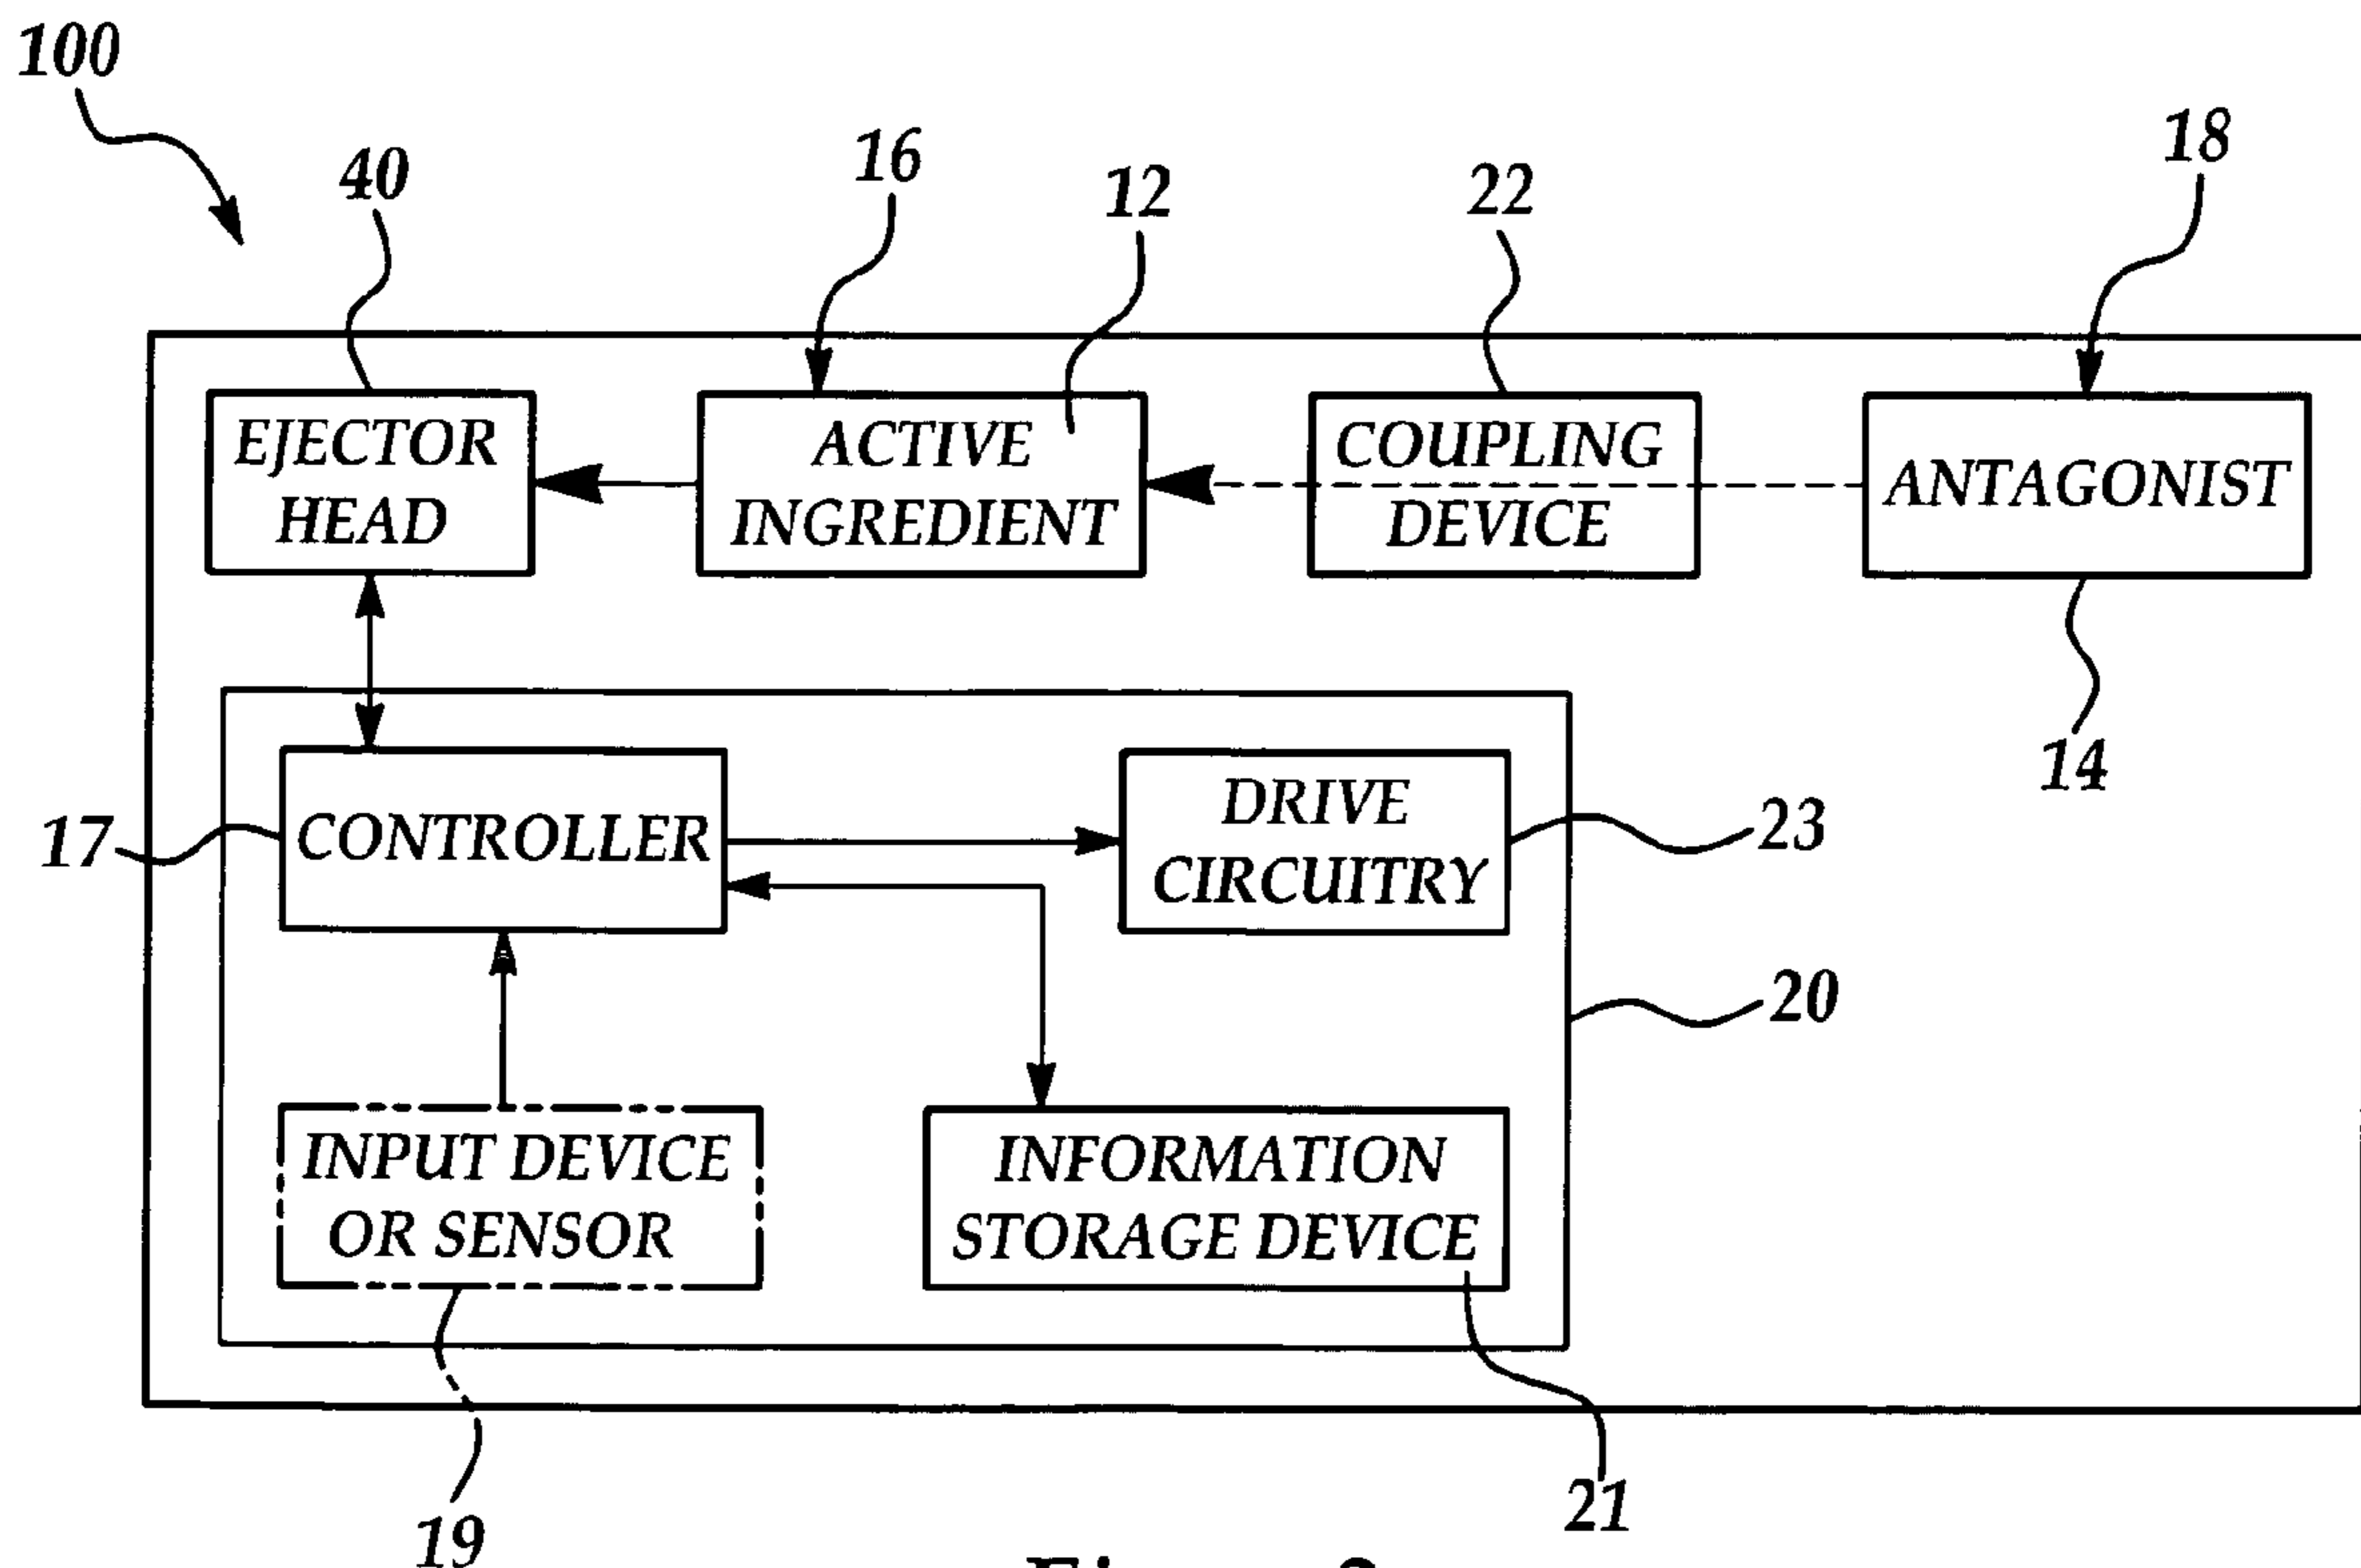 100
40
16
12
22
18
EJECTOR
HEAD
ACTIVE
INGREDIENT
COUPLING
DEVICE
ANTAGONIST
14
17
CONTROLLER
DRIVE
CIRCUITRY
23
20
INPUT DEVICE
OR SENSOR
INFORMATION
STORAGE DEVICE
19
21